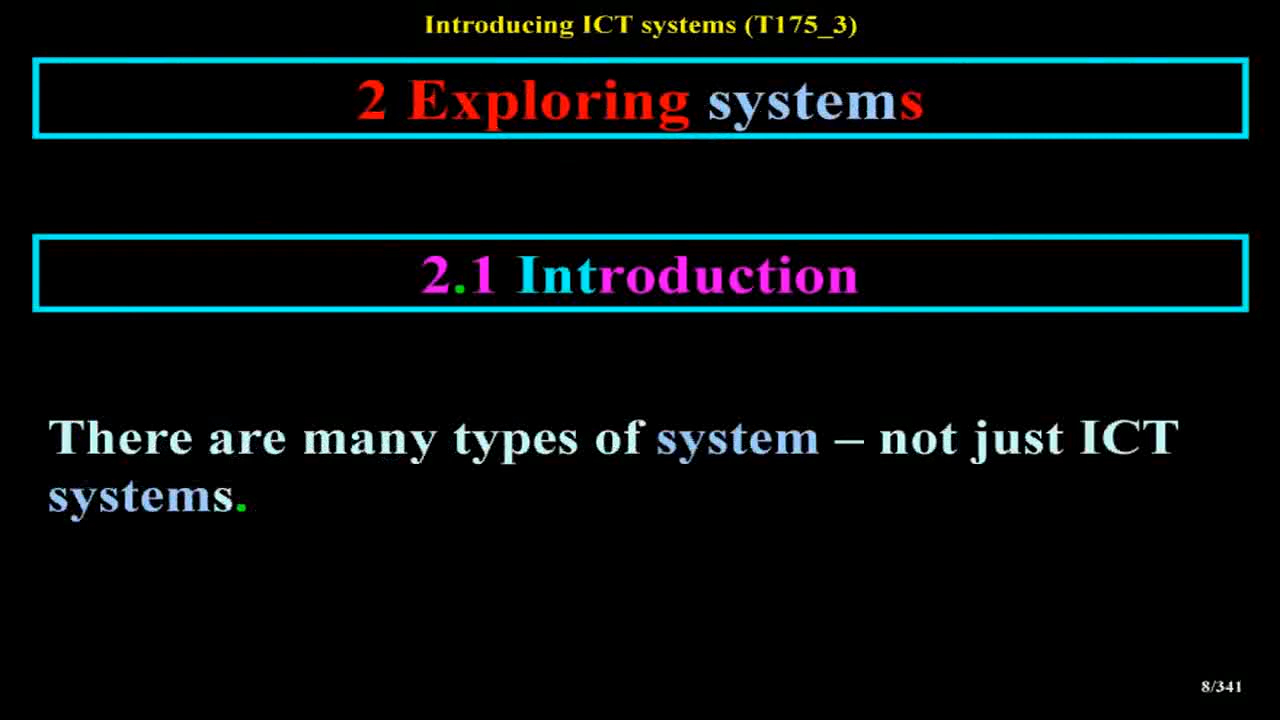 Introducing ICT systems (T175_3)
2 Exploring systems
2.1 Introduction
There are many types of system – not just ICT
systems.
8/341